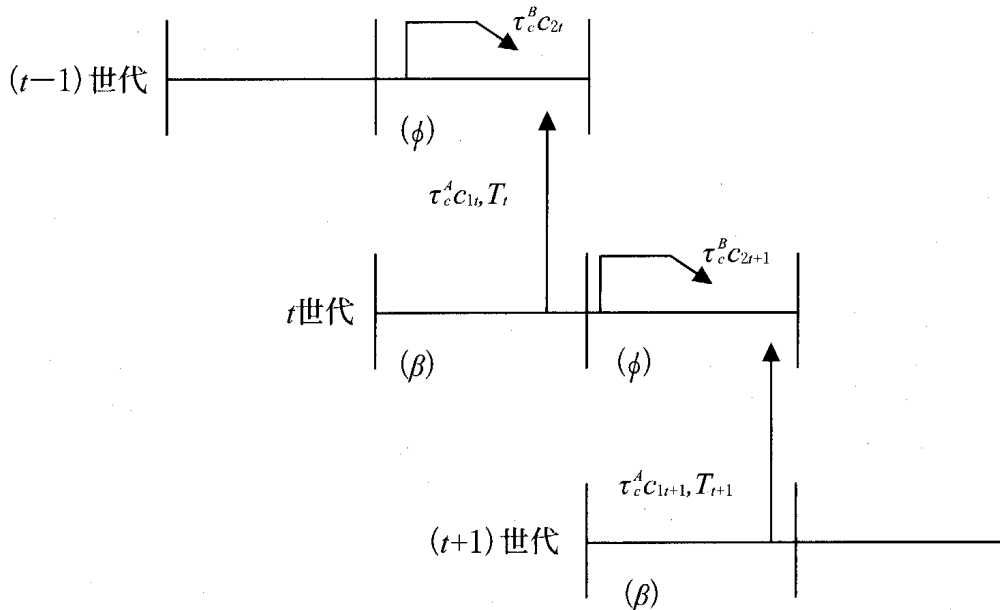 τ_c^B c_{2t}
(t−1) 世代
(φ)
τ_c^A c_{1t}, T_t
τ_c^B c_{2t+1}
t世代
(β)
(φ)
τ_c^A c_{1t+1}, T_{t+1}
(t+1) 世代
(β)